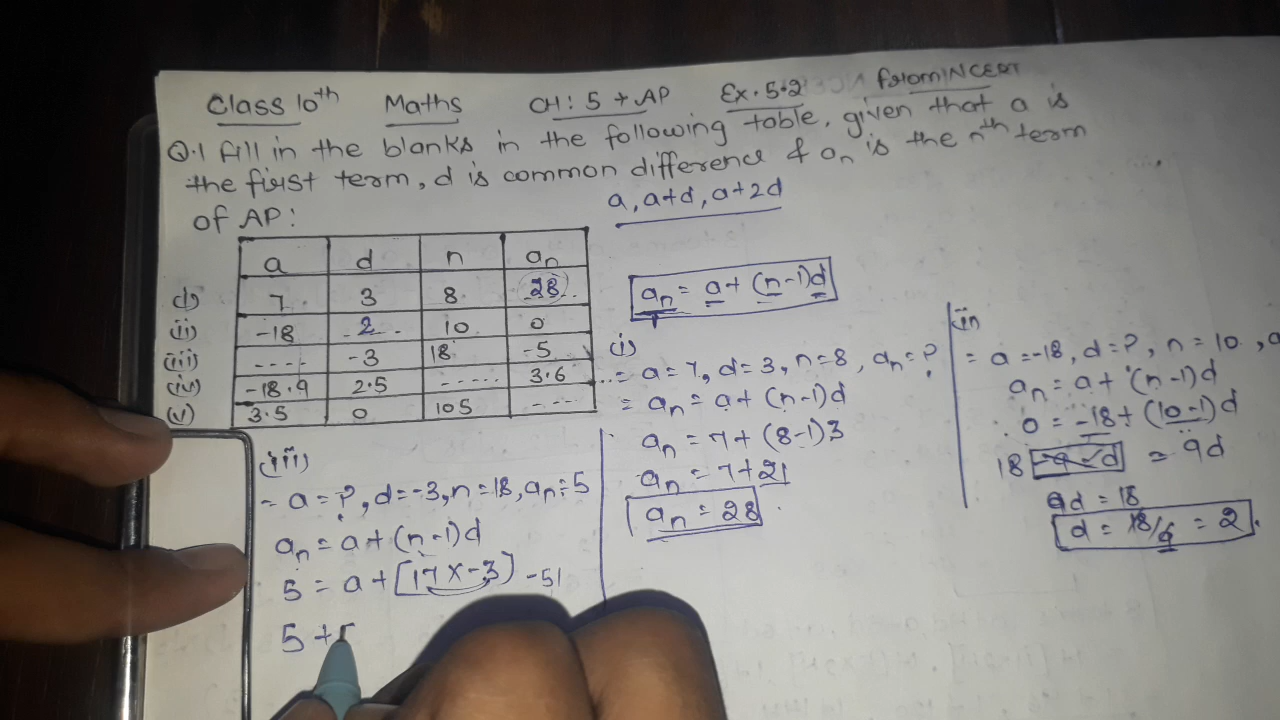 Class 10th Maths CH: 5 → AP Ex. 5.2 from NCERT
Q.1 Fill in the blanks in the following table, given that a is
the first term, d is common difference & an is the nth term
of AP:
a, a+d, a+2d
a d n an
(i) 7 3 8 28
(ii) -18 2 10 0
(iii) .... -3 18 -5
(iv) -18.9 2.5 ..... 3.6
(v) 3.5 0 105 ....
an = a + (n-1)d
(i)
= a=7, d=3, n=8, an=?
= an = a + (n-1)d
an = 7+(8-1)3
an = 7+21
an = 28
(ii)
= a=-18, d=?, n=10, a
an = a + (n-1)d
0 = -18 + (10-1)d
18 = 9d
9d = 18
d = 18/9 = 2
(iii)
= a=?, d=-3, n=18, an=5
an = a + (n-1)d
5 = a + [17 x -3) -51
5 +